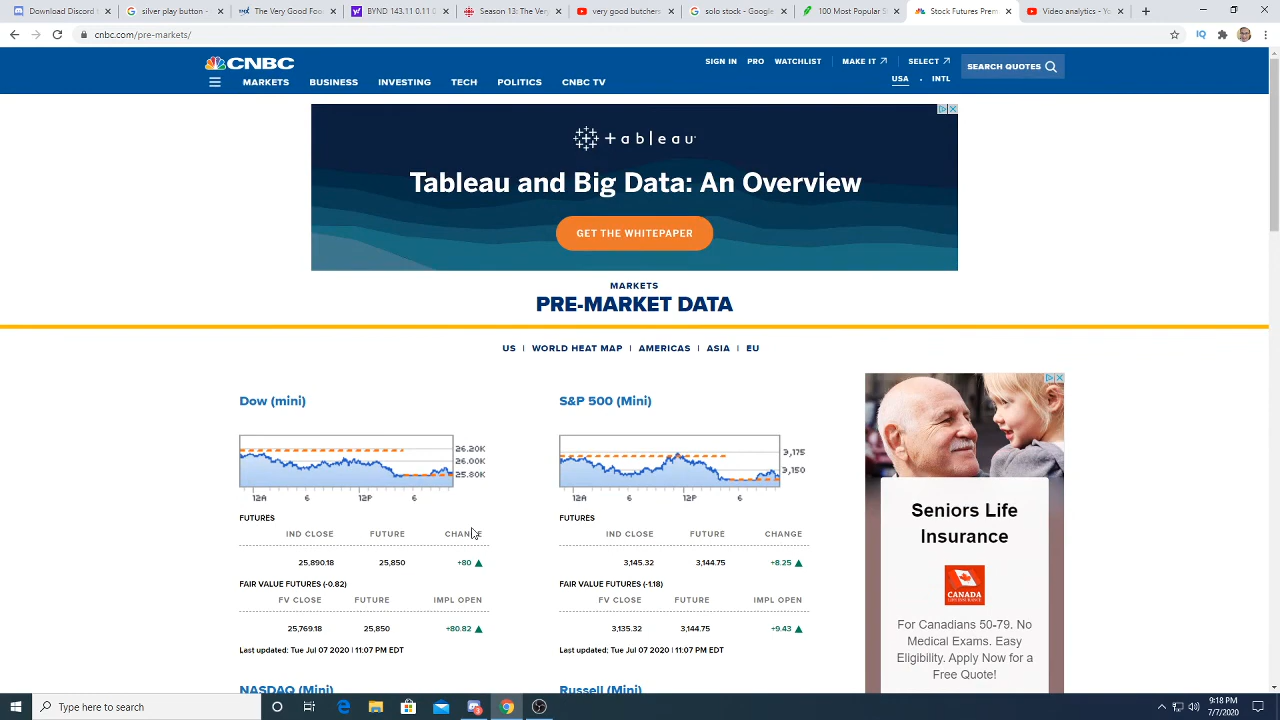 Download Discord
silver pay button -
The Very Good Foo
BYND: 143.11 0.11
Season 13: The Very
very good butchers
solo stock - Google
100 Most Popular S
Pre-Market Futures
Video analytics - Yo
cnbc.com/pre-markets/
CNBC
SIGN IN PRO WATCHLIST MAKE IT SELECT
SEARCH QUOTES
USA • INTL
MARKETS BUSINESS INVESTING TECH POLITICS CNBC TV
+ a b | e a u
Tableau and Big Data: An Overview
GET THE WHITEPAPER
MARKETS
PRE-MARKET DATA
US | WORLD HEAT MAP | AMERICAS | ASIA | EU
Dow (mini)
26.20K
26.00K
25.80K
12A 6 12P 6
FUTURES
IND CLOSE FUTURE CHANGE
25,890.18 25,850 +80
FAIR VALUE FUTURES (-0.82)
FV CLOSE FUTURE IMPL OPEN
25,769.18 25,850 +80.82
Last updated: Tue Jul 07 2020 | 11:07 PM EDT
NASDAQ (Mini)
S&P 500 (Mini)
3,175
3,150
12A 6 12P 6
FUTURES
IND CLOSE FUTURE CHANGE
3,145.32 3,144.75 +8.25
FAIR VALUE FUTURES (-1.18)
FV CLOSE FUTURE IMPL OPEN
3,135.32 3,144.75 +9.43
Last updated: Tue Jul 07 2020 | 11:07 PM EDT
Russell (Mini)
Seniors Life
Insurance
CANADA
For Canadians 50-79. No
Medical Exams. Easy
Eligibility. Apply Now for a
Free Quote!
Type here to search
9:18 PM
7/7/2020